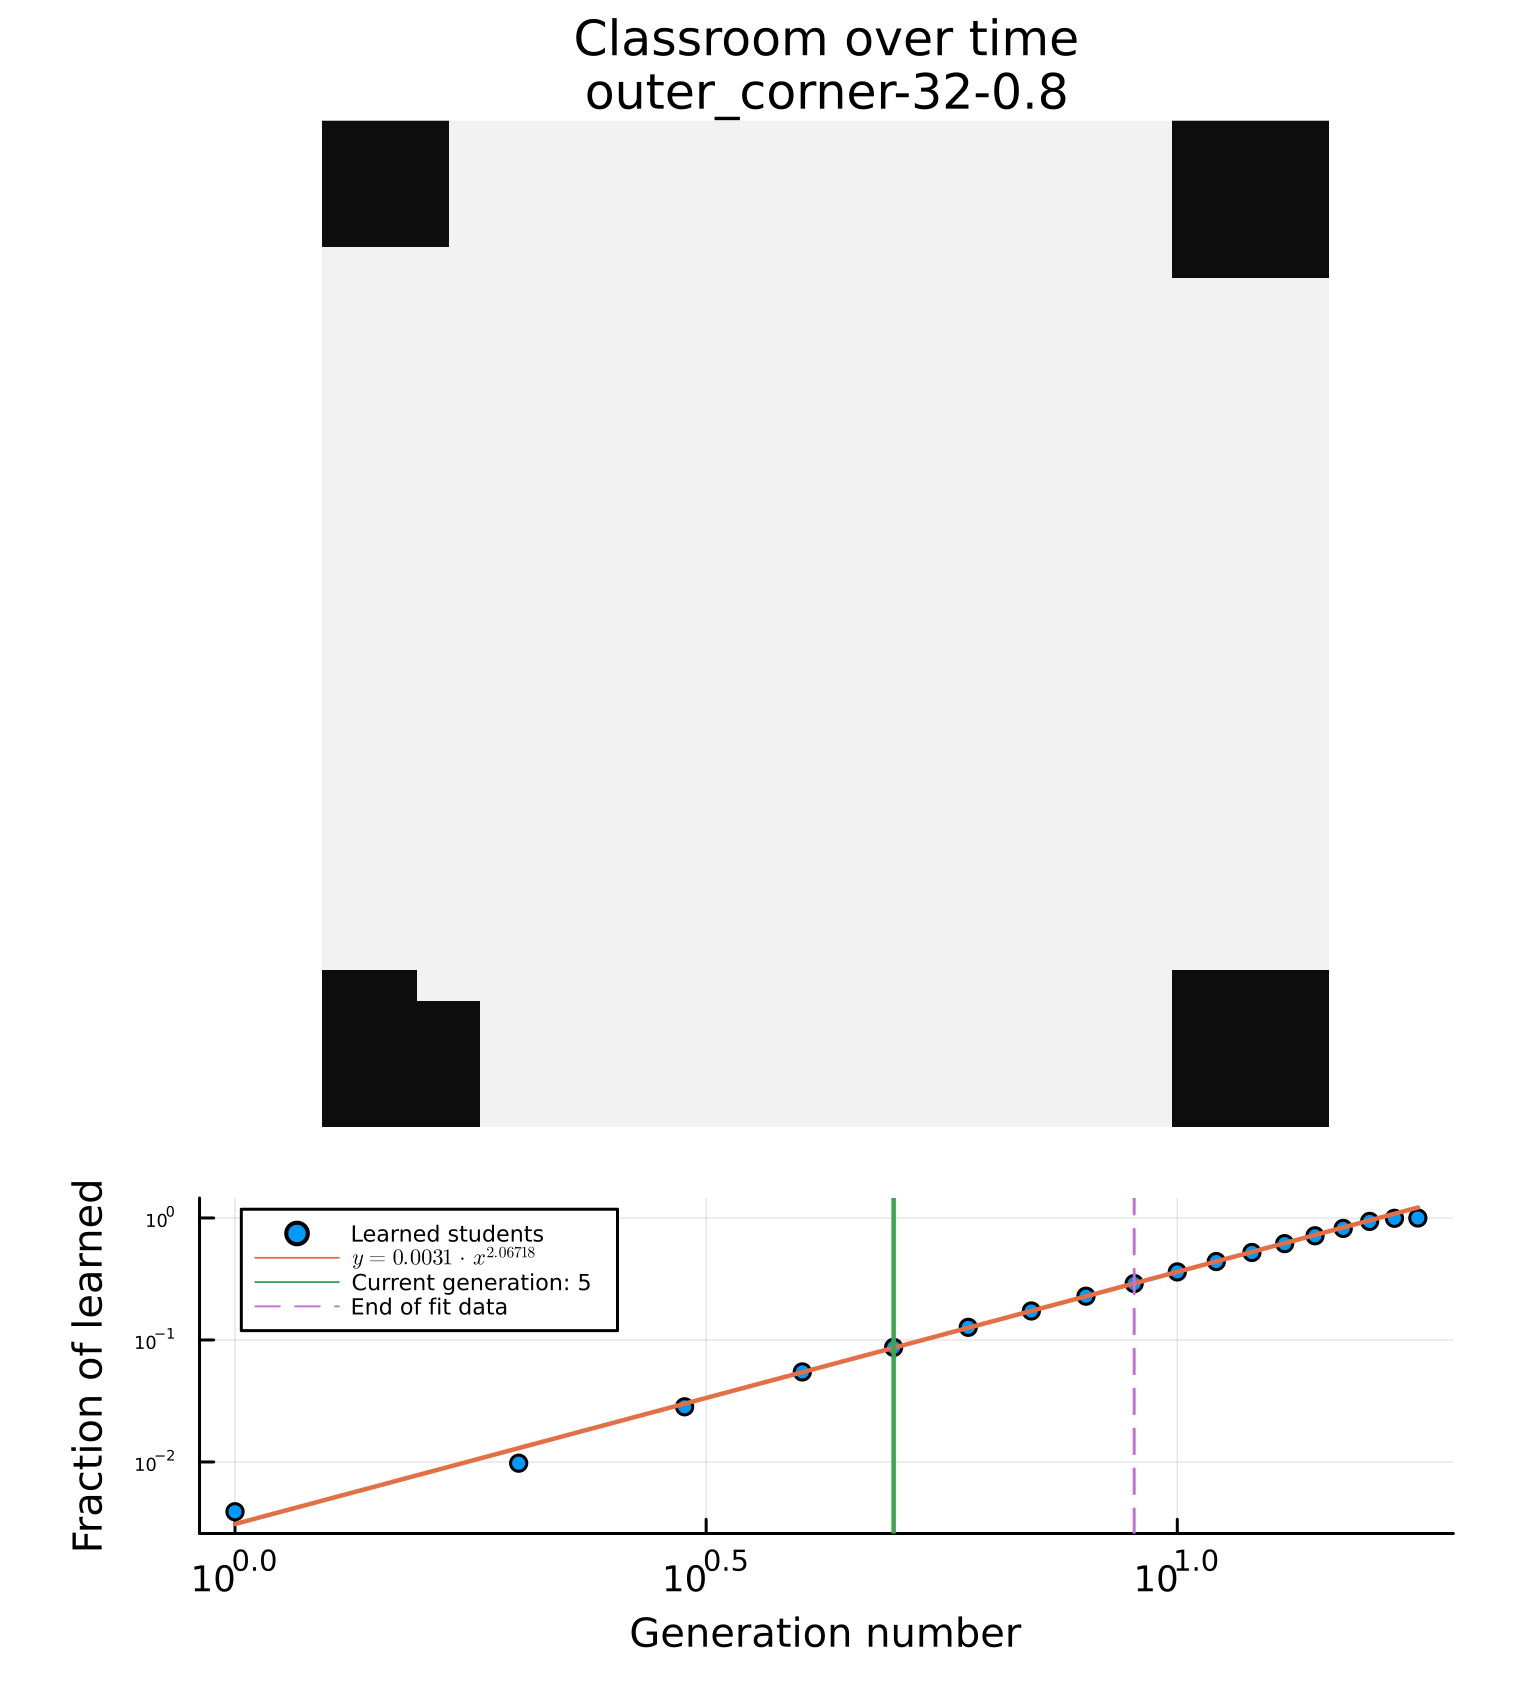 Classroom over time
outer_corner-32-0.8
Fraction of learned
10⁰
10⁻¹
10⁻²
Learned students
y = 0.0031 · x^2.06718
Current generation: 5
End of fit data
10^0.0
10^0.5
10^1.0
Generation number